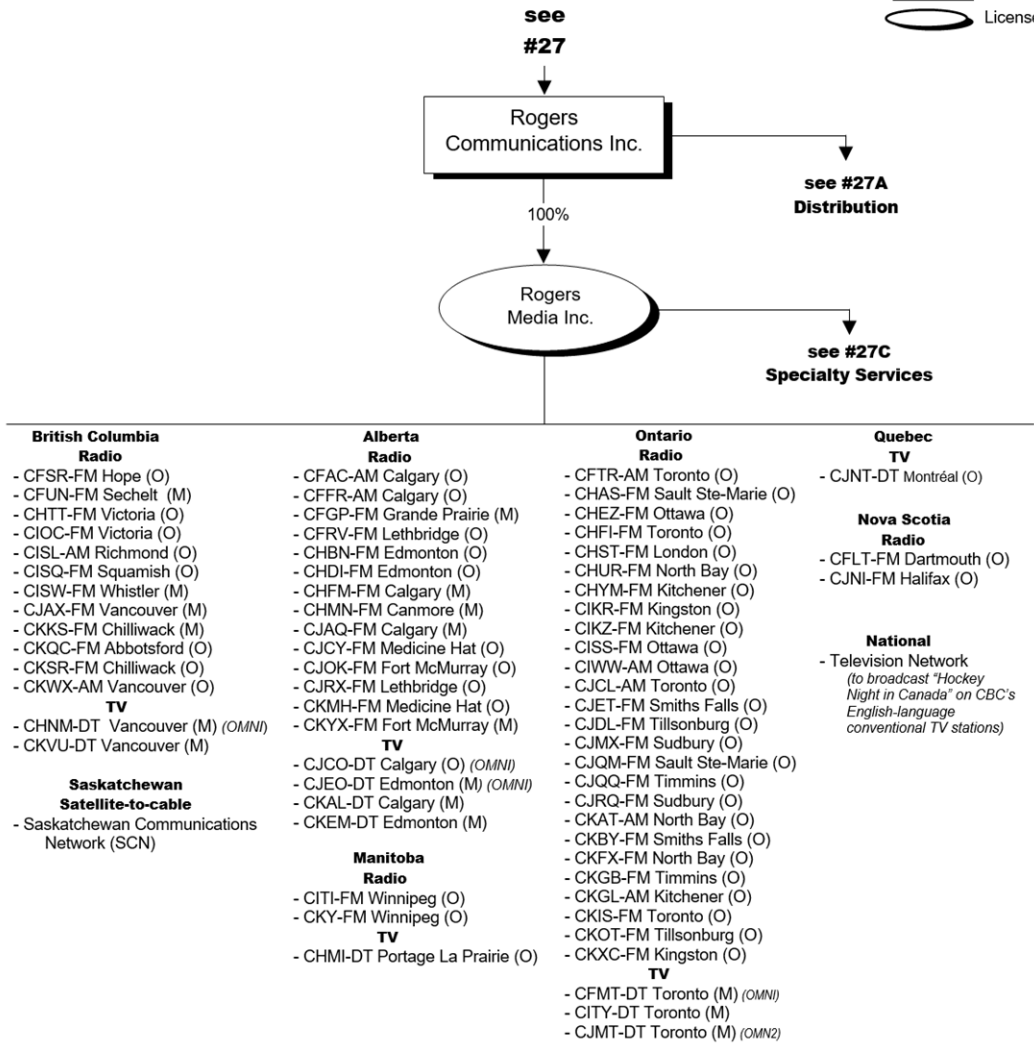 License
see
#27
Rogers
Communications Inc.
see #27A
Distribution
100%
Rogers
Media Inc.
see #27C
Specialty Services
British Columbia
Radio
- CFSR-FM Hope (O)
- CFUN-FM Sechelt (M)
- CHTT-FM Victoria (O)
- CIOC-FM Victoria (O)
- CISL-AM Richmond (O)
- CISQ-FM Squamish (O)
- CISW-FM Whistler (M)
- CJAX-FM Vancouver (M)
- CKKS-FM Chilliwack (M)
- CKQC-FM Abbotsford (O)
- CKSR-FM Chilliwack (O)
- CKWX-AM Vancouver (O)
TV
- CHNM-DT Vancouver (M) (OMNI)
- CKVU-DT Vancouver (M)
Saskatchewan
Satellite-to-cable
- Saskatchewan Communications
Network (SCN)
Alberta
Radio
- CFAC-AM Calgary (O)
- CFFR-AM Calgary (O)
- CFGP-FM Grande Prairie (M)
- CFRV-FM Lethbridge (O)
- CHBN-FM Edmonton (O)
- CHDI-FM Edmonton (O)
- CHFM-FM Calgary (M)
- CHMN-FM Canmore (M)
- CJAQ-FM Calgary (M)
- CJCY-FM Medicine Hat (O)
- CJOK-FM Fort McMurray (O)
- CJRX-FM Lethbridge (O)
- CKMH-FM Medicine Hat (O)
- CKYX-FM Fort McMurray (M)
TV
- CJCO-DT Calgary (O) (OMNI)
- CJEO-DT Edmonton (M) (OMNI)
- CKAL-DT Calgary (M)
- CKEM-DT Edmonton (M)
Manitoba
Radio
- CITI-FM Winnipeg (O)
- CKY-FM Winnipeg (O)
TV
- CHMI-DT Portage La Prairie (O)
Ontario
Radio
- CFTR-AM Toronto (O)
- CHAS-FM Sault Ste-Marie (O)
- CHEZ-FM Ottawa (O)
- CHFI-FM Toronto (O)
- CHST-FM London (O)
- CHUR-FM North Bay (O)
- CHYM-FM Kitchener (O)
- CIKR-FM Kingston (O)
- CIKZ-FM Kitchener (O)
- CISS-FM Ottawa (O)
- CIWW-AM Ottawa (O)
- CJCL-AM Toronto (O)
- CJET-FM Smiths Falls (O)
- CJDL-FM Tillsonburg (O)
- CJMX-FM Sudbury (O)
- CJQM-FM Sault Ste-Marie (O)
- CJQQ-FM Timmins (O)
- CJRQ-FM Sudbury (O)
- CKAT-AM North Bay (O)
- CKBY-FM Smiths Falls (O)
- CKFX-FM North Bay (O)
- CKGB-FM Timmins (O)
- CKGL-AM Kitchener (O)
- CKIS-FM Toronto (O)
- CKOT-FM Tillsonburg (O)
- CKXC-FM Kingston (O)
TV
- CFMT-DT Toronto (M) (OMNI)
- CITY-DT Toronto (M)
- CJMT-DT Toronto (M) (OMN2)
Quebec
TV
- CJNT-DT Montréal (O)
Nova Scotia
Radio
- CFLT-FM Dartmouth (O)
- CJNI-FM Halifax (O)
National
- Television Network
(to broadcast “Hockey
Night in Canada” on CBC’s
English-language
conventional TV stations)